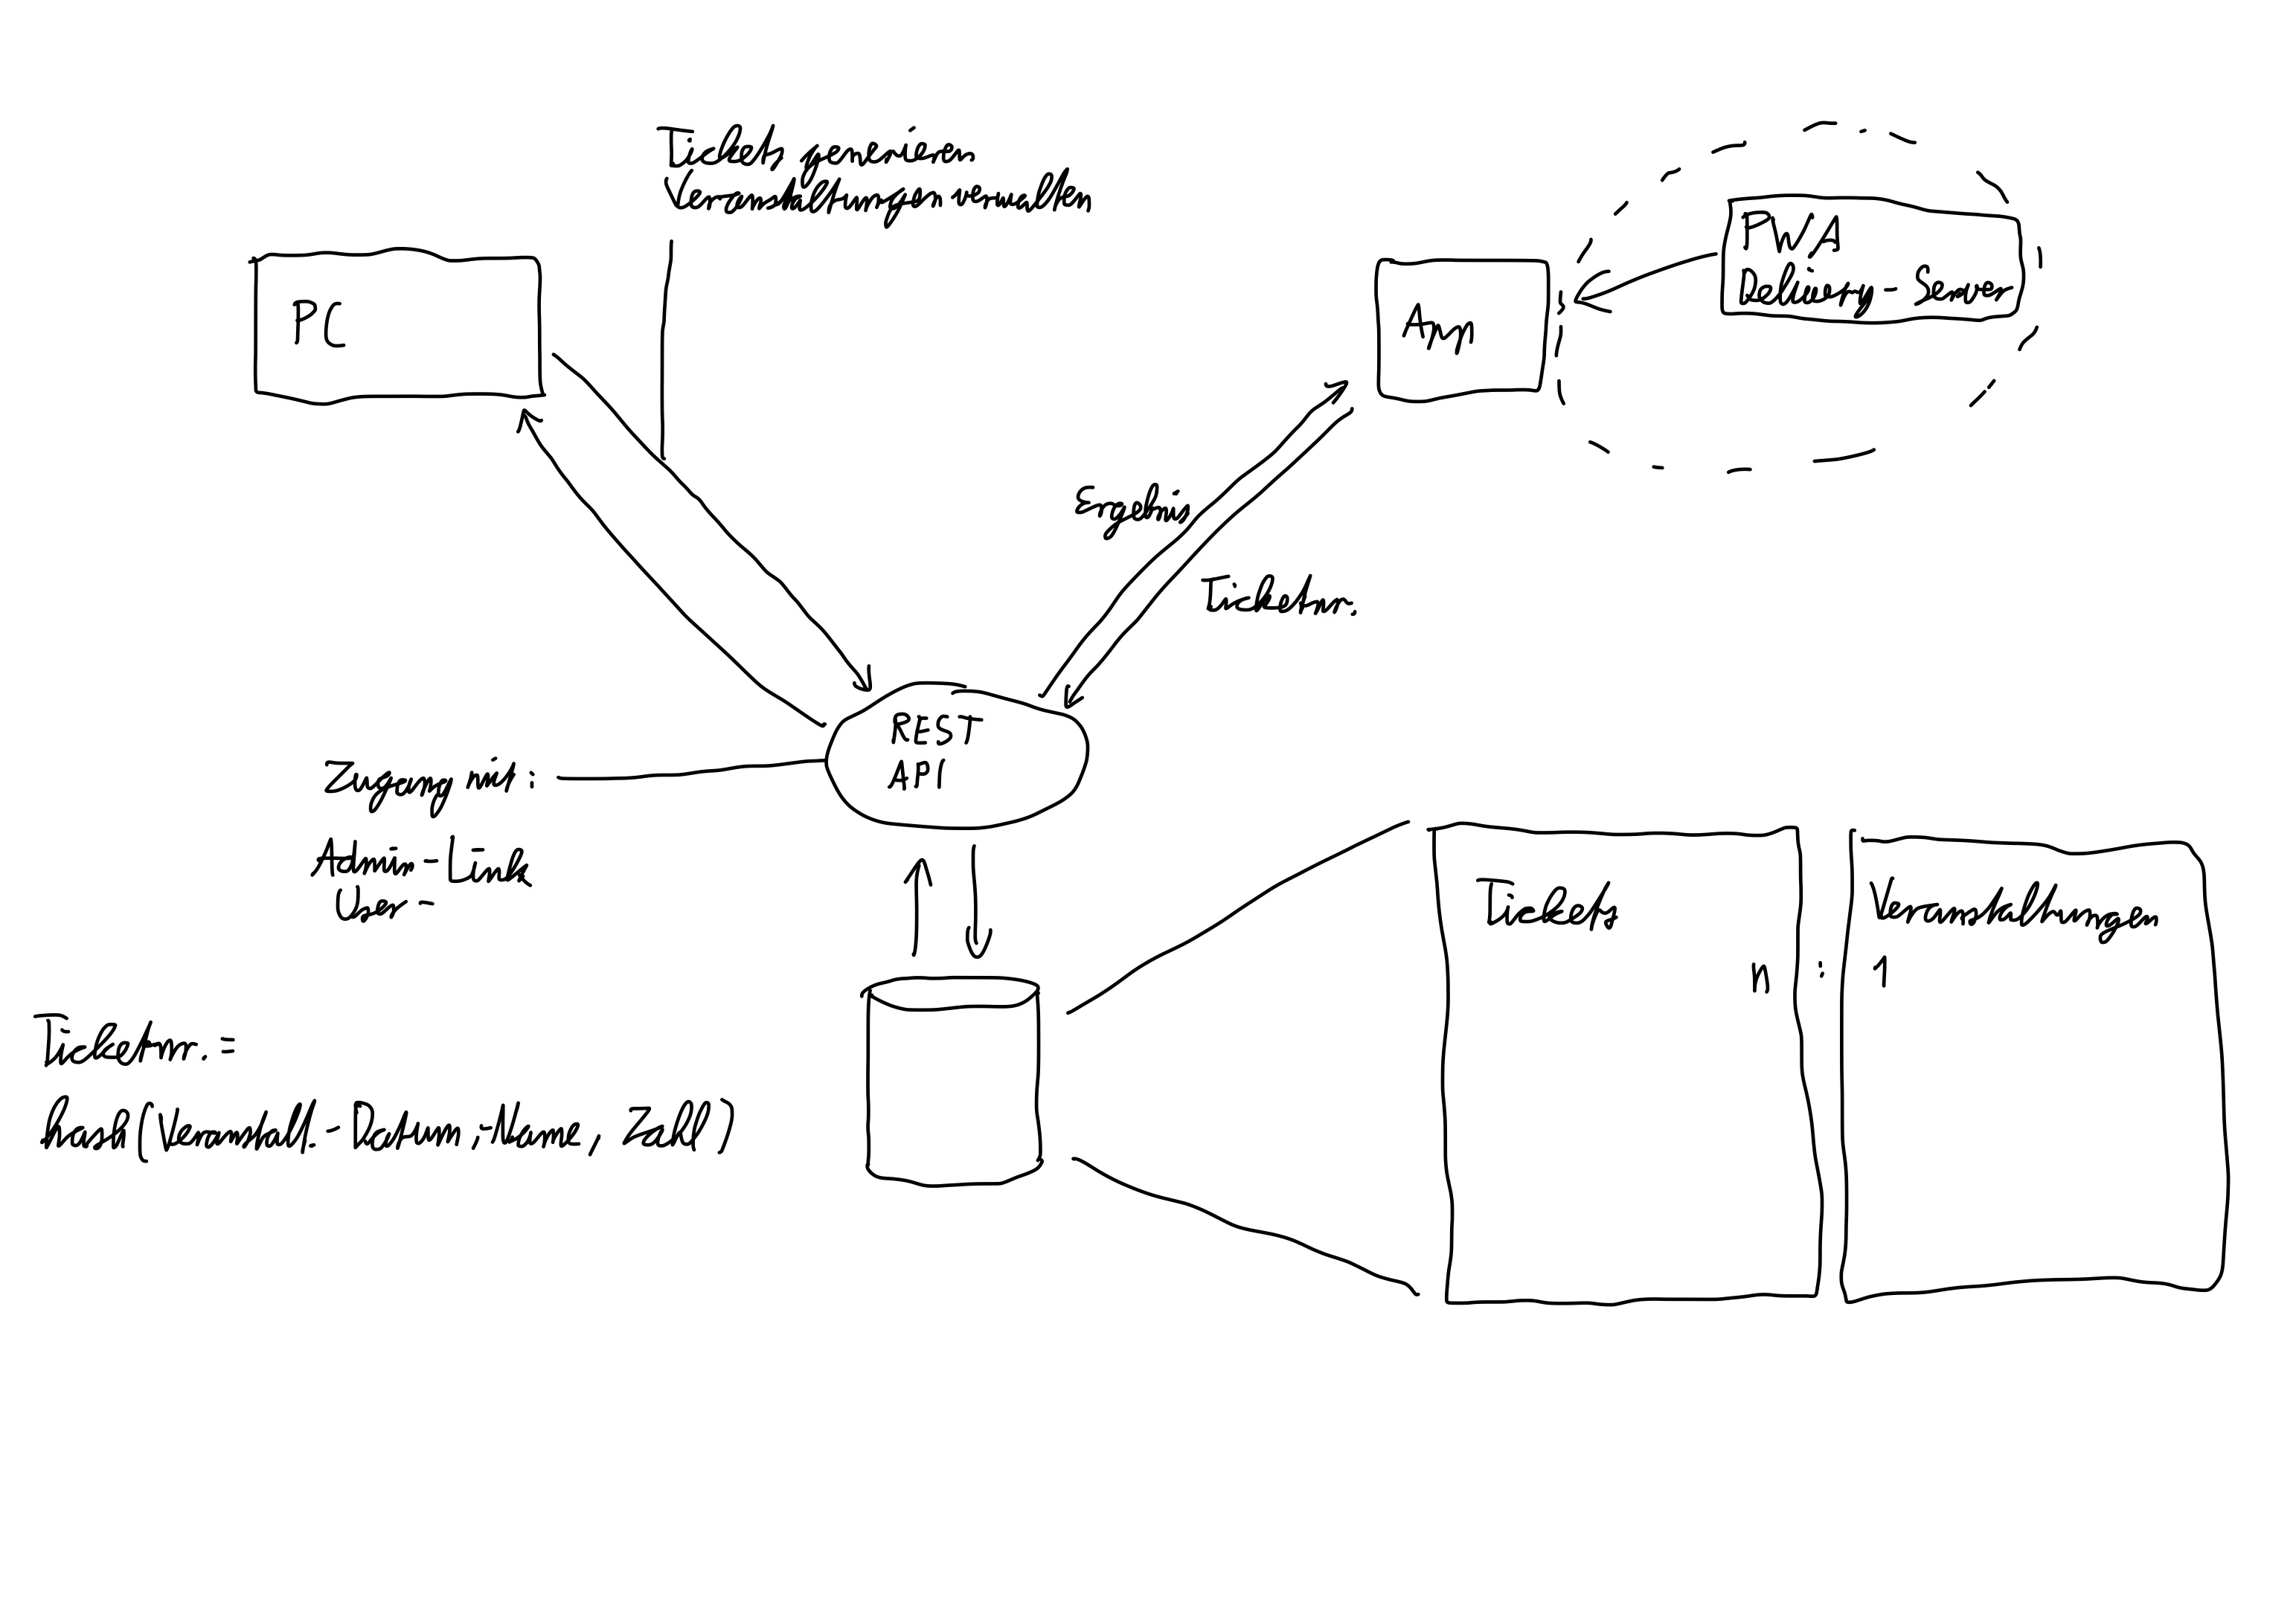 Tickets generieren
Veranstaltungen verwalten
PC
App
PWA
Delivery-Server
Ergebnis
Ticketnr.
REST
API
Zugang mit:
Admin-Link
User-
Tickets
Veranstaltungen
n : 1
Ticketnr. =
hash(Veranstalt.-Datum,-Name, Zahl)